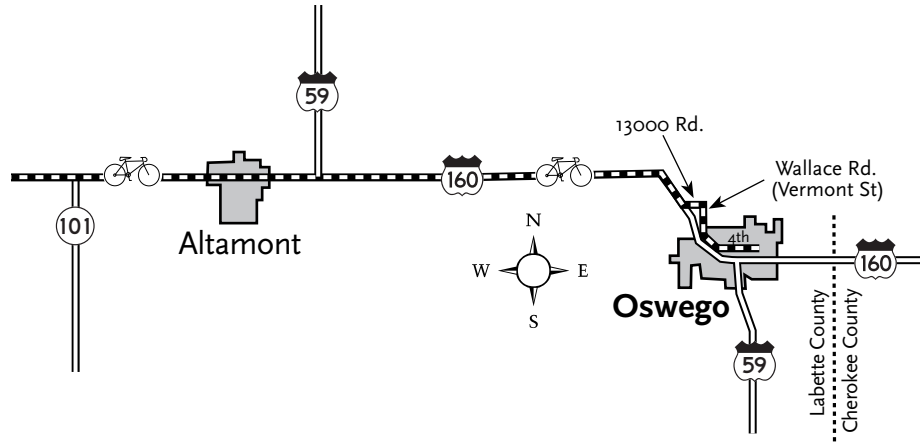 59
13000 Rd.
Wallace Rd.
(Vermont St)
160
101
Altamont
4th
N
W
E
S
160
Oswego
59
Labette County
Cherokee County